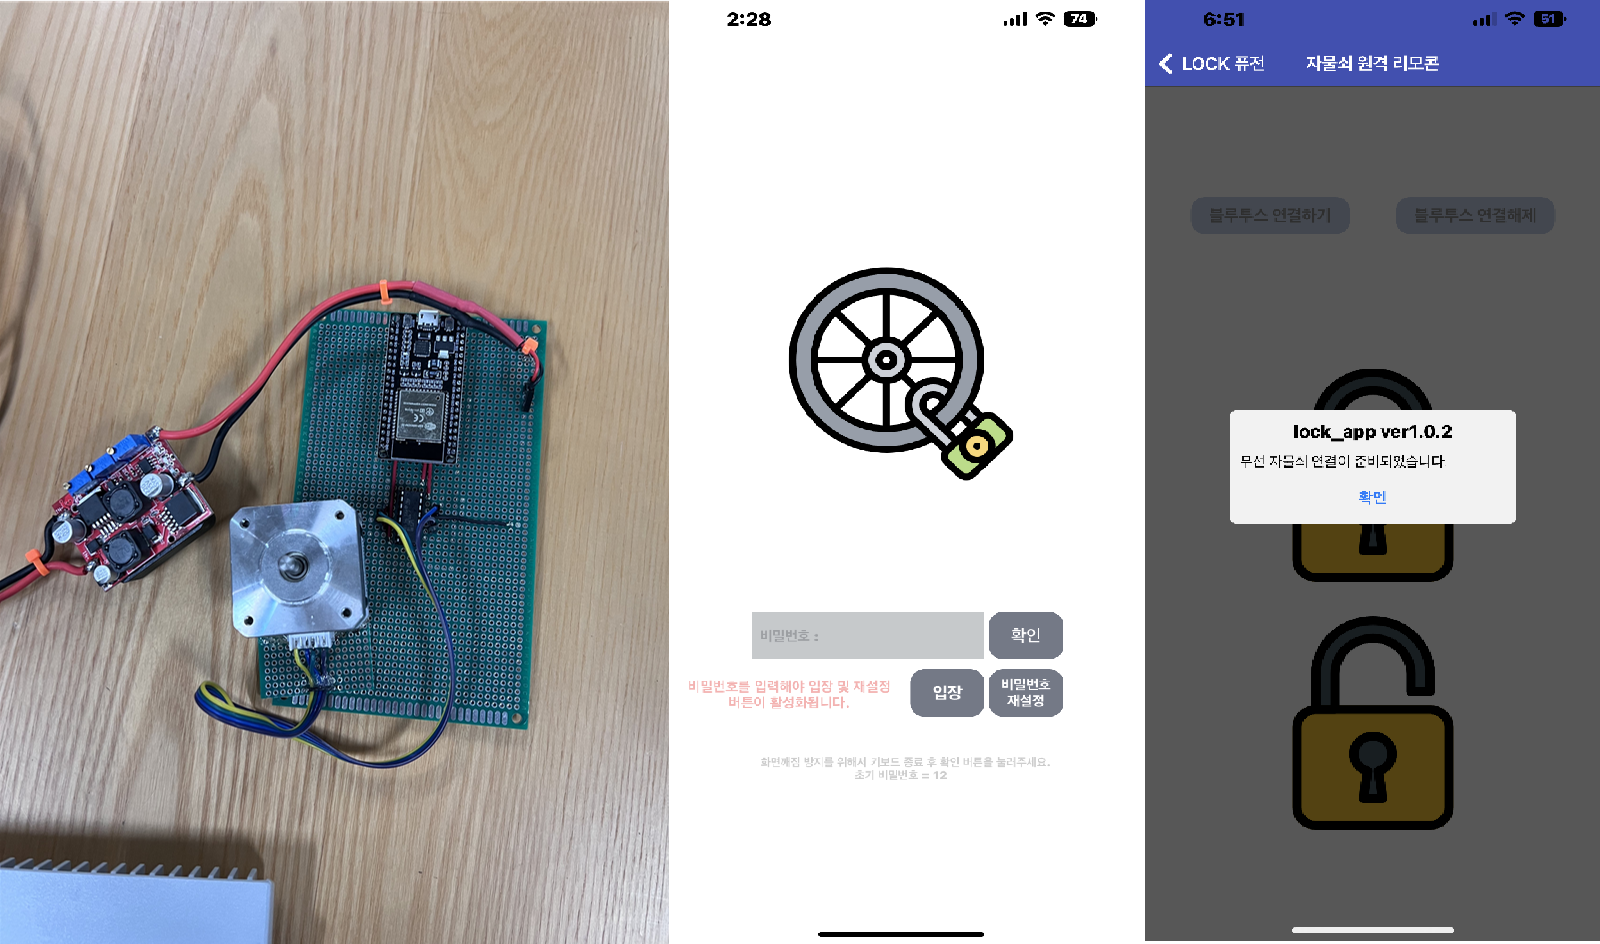 2:28
74
비밀번호 :
확인
비밀번호를 입력해야 입장 및 재설정
버튼이 활성화됩니다.
입장
비밀번호
재설정
화면깨짐 방지를 위해서 키보드 종료 후 확인 버튼을 눌러주세요.
초기 비밀번호 = 12
6:51
51
LOCK 퓨전
자물쇠 원격 리모콘
블루투스 연결하기
블루투스 연결해제
lock_app ver1.0.2
무선 자물쇠 연결이 준비되었습니다
확인